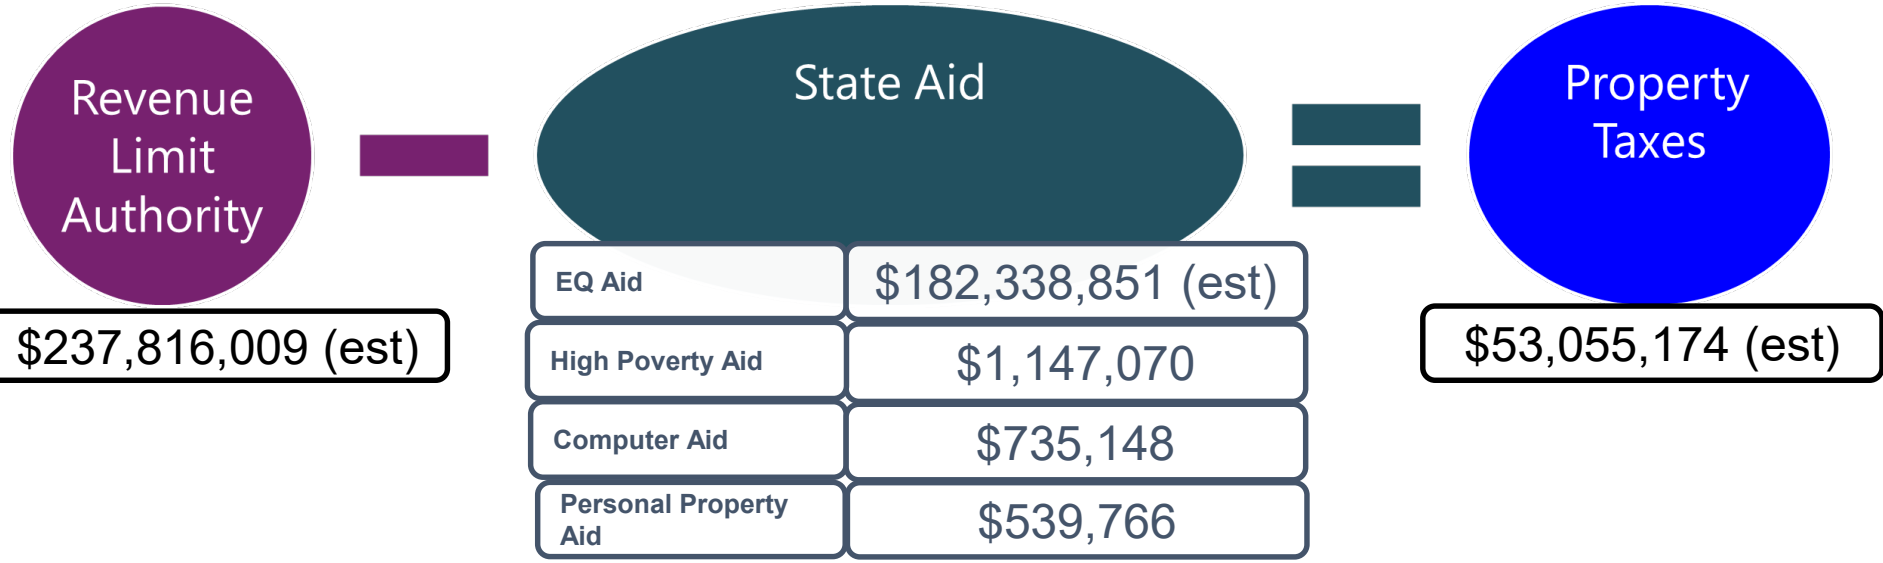 Revenue
Limit
Authority
$237,816,009 (est)
State Aid
EQ Aid $182,338,851 (est)
High Poverty Aid $1,147,070
Computer Aid $735,148
Personal Property
Aid
$539,766
Property
Taxes
$53,055,174 (est)